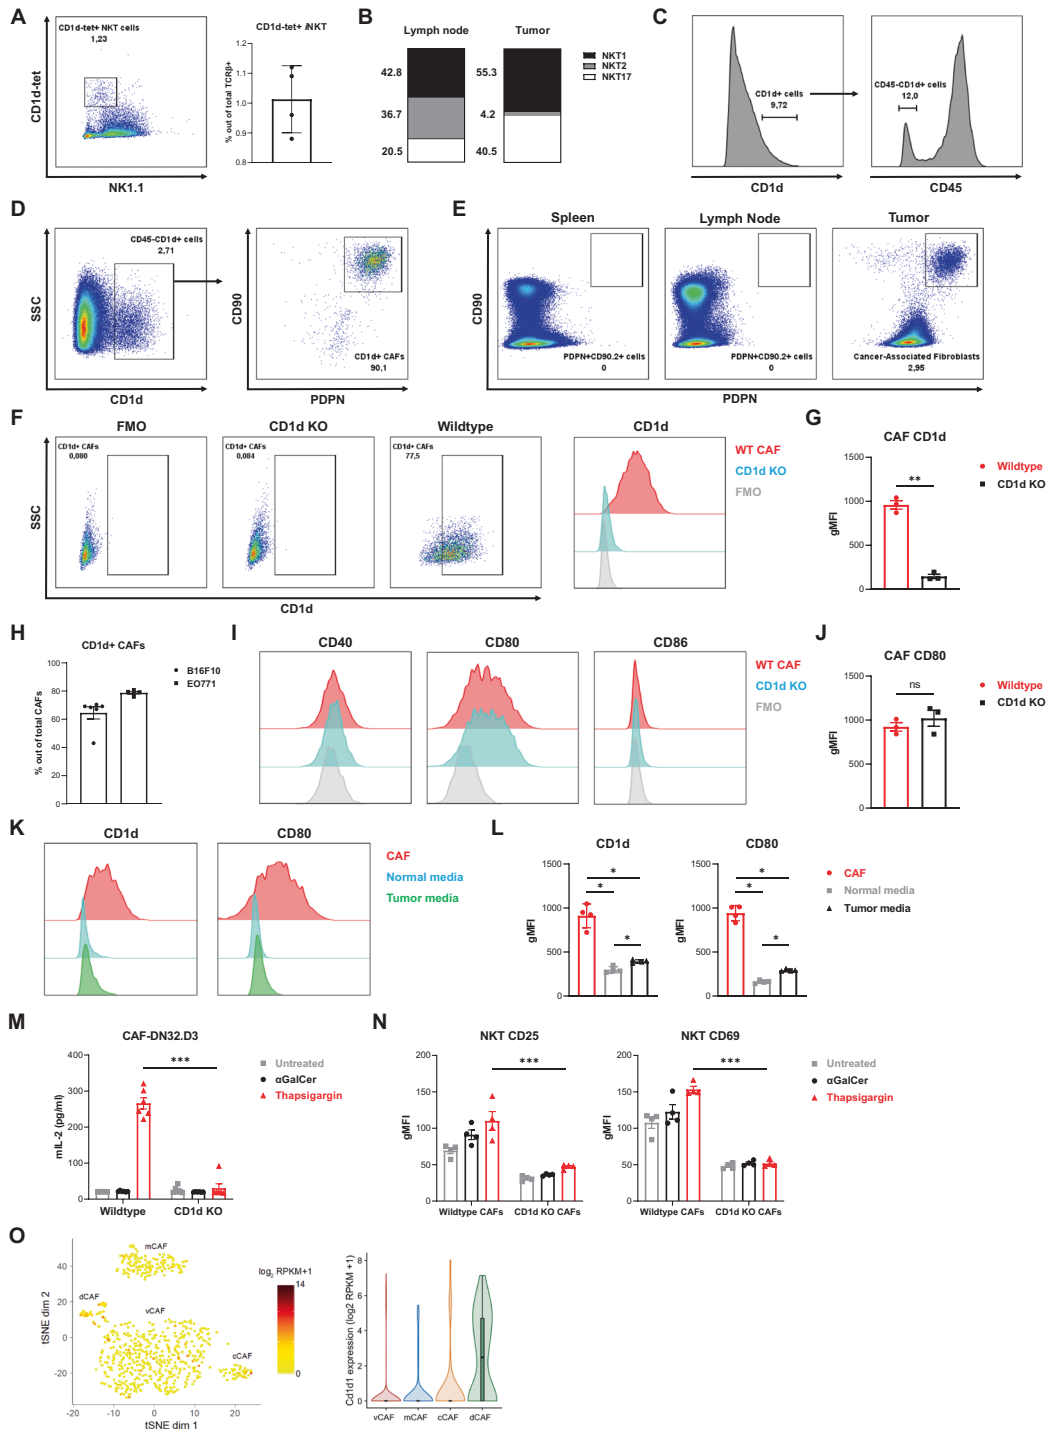 A
CD1d-tet+ NKT cells
1,23
CD1d-tet
NK1.1
CD1d-tet+ iNKT
% out of total TCRβ+
1.2
1.1
1.0
0.9
0.8
B
Lymph node
Tumor
42.8
36.7
20.5
55.3
4.2
40.5
NKT1
NKT2
NKT17
C
CD1d+ cells
9,72
CD1d
CD45-CD1d+ cells
12,0
CD45
D
CD45-CD1d+ cells
2,71
SSC
CD1d
CD90
CD1d+ CAFs
90,1
PDPN
E
Spleen
Lymph Node
Tumor
CD90
PDPN+CD90.2+ cells
0
PDPN+CD90.2+ cells
0
Cancer-Associated Fibroblasts
2,95
PDPN
F
FMO
CD1d KO
Wildtype
CD1d+ CAFs
0,080
CD1d+ CAFs
0,084
CD1d+ CAFs
77,5
SSC
CD1d
CD1d
WT CAF
CD1d KO
FMO
G
CAF CD1d
1500
1000
500
0
gMFI
**
Wildtype
CD1d KO
H
CD1d+ CAFs
% out of total CAFs
100
80
60
40
20
0
B16F10
EO771
I
CD40
CD80
CD86
WT CAF
CD1d KO
FMO
J
CAF CD80
1500
1000
500
0
gMFI
ns
Wildtype
CD1d KO
K
CD1d
CD80
CAF
Normal media
Tumor media
L
CD1d
1500
1000
500
0
gMFI
*
*
*
CD80
1500
1000
500
0
gMFI
*
*
*
CAF
Normal media
Tumor media
M
CAF-DN32.D3
mIL-2 (pg/ml)
400
300
200
100
0
***
Wildtype
CD1d KO
Untreated
αGalCer
Thapsigargin
N
NKT CD25
gMFI
200
150
100
50
0
***
Wildtype CAFs
CD1d KO CAFs
NKT CD69
gMFI
200
150
100
50
0
***
Wildtype CAFs
CD1d KO CAFs
Untreated
αGalCer
Thapsigargin
O
mCAF
dCAF
vCAF
cCAF
tSNE dim 2
40
20
0
-20
-20
-10
0
10
20
tSNE dim 1
log2 RPKM+1
14
0
Cd1d1 expression (log2 RPKM +1)
8
6
4
2
0
vCAF
mCAF
cCAF
dCAF